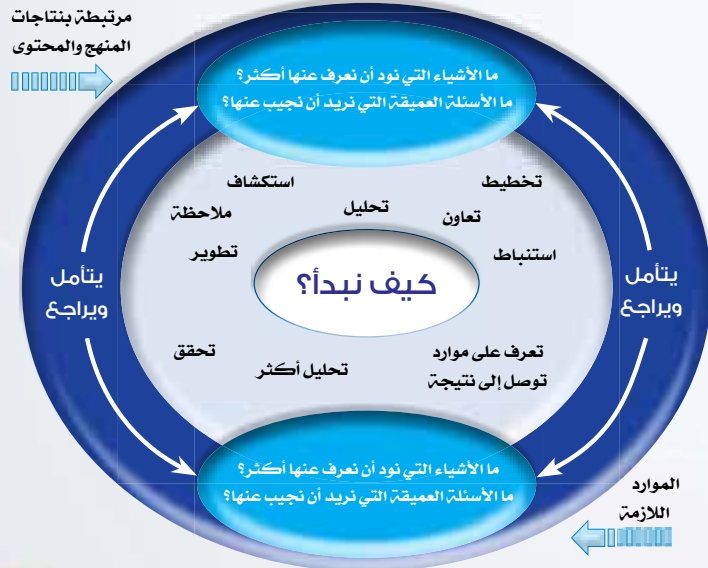 مرتبطة بنتاجات
المنهج والمحتوى
ما الأشياء التي نود أن نعرف عنها أكثر؟
ما الأسئلة العميقة التي نريد أن نجيب عنها؟
تخطيط
استكشاف
تعاون
تحليل
ملاحظة
استنباط
تطوير
كيف نبدأ؟
يتأمل
ويراجع
يتأمل
ويراجع
تعرف على موارد
توصل إلى نتيجة
تحليل أكثر
تحقق
ما الأشياء التي نود أن نعرف عنها أكثر؟
ما الأسئلة العميقة التي نريد أن نجيب عنها؟
الموارد
اللازمة